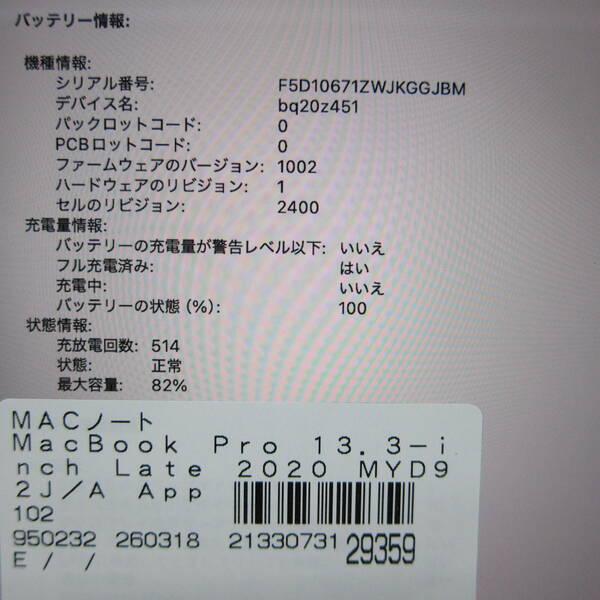 バッテリー情報:
機種情報:
シリアル番号: F5D10671ZWJKGGJBM
デバイス名: bq20z451
パックロットコード: 0
PCBロットコード: 0
ファームウェアのバージョン: 1002
ハードウェアのリビジョン: 1
セルのリビジョン: 2400
充電量情報:
バッテリーの充電量が警告レベル以下: いいえ
フル充電済み: はい
充電中: いいえ
バッテリーの状態 (%): 100
状態情報:
充放電回数: 514
状態: 正常
最大容量: 82%
MACノート
MacBook Pro 13.3-i
nch Late 2020 MYD9
2J/A App
102
950232 260318 21330731 29359
E / /